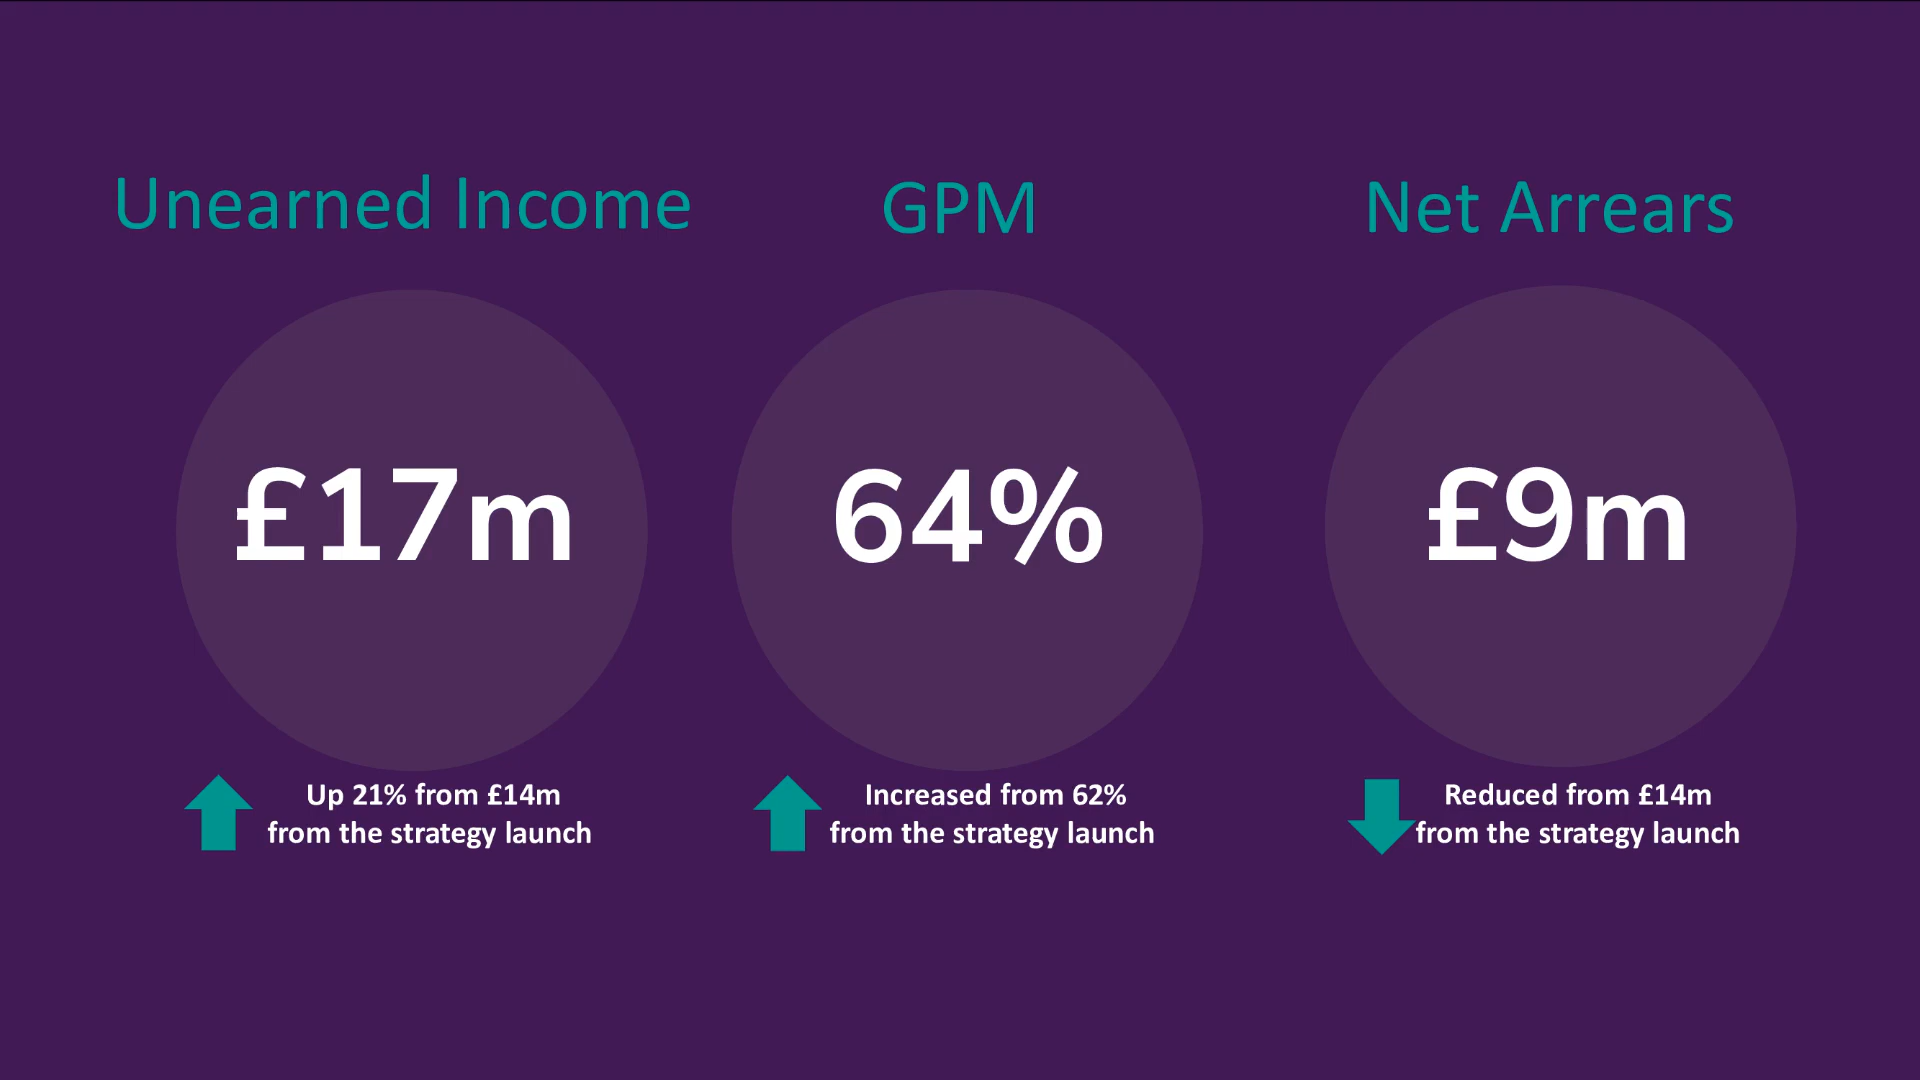 Unearned Income
£17m
Up 21% from £14m
from the strategy launch
GPM
64%
Increased from 62%
from the strategy launch
Net Arrears
£9m
Reduced from £14m
from the strategy launch